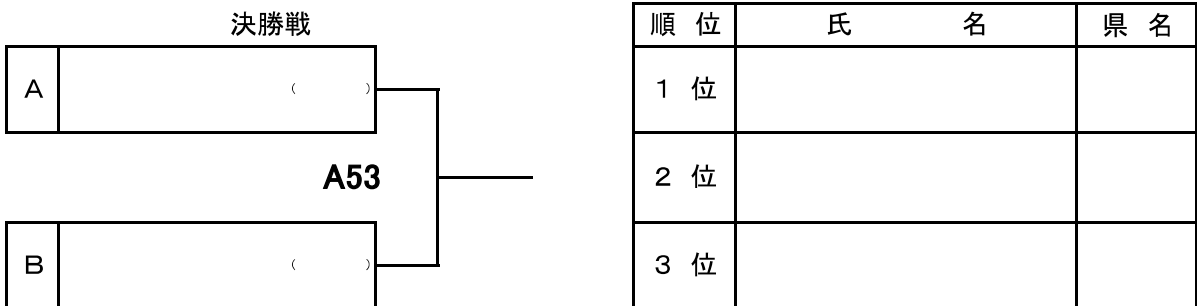 決勝戦
A （　　　）
A53
B （　　　）
順 位 氏 名 県 名
１ 位
２ 位
３ 位